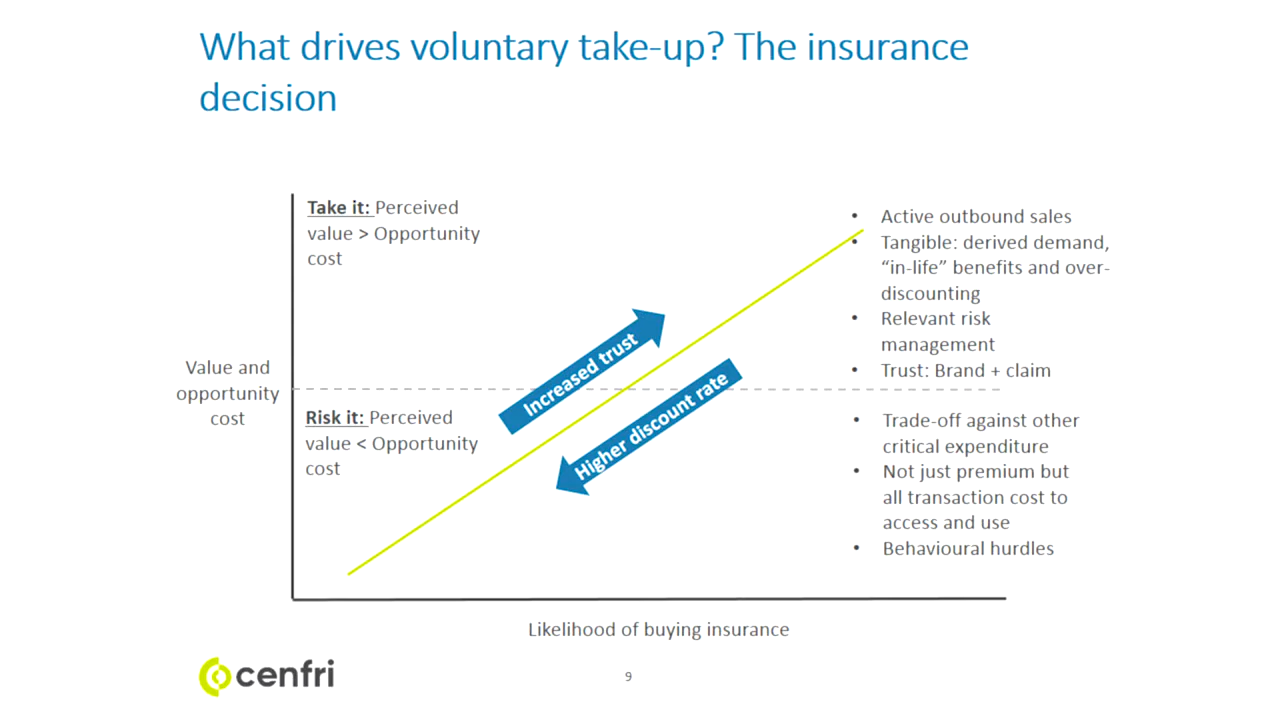 What drives voluntary take-up? The insurance
decision
Take it: Perceived
value > Opportunity
cost
• Active outbound sales
• Tangible: derived demand,
“in-life” benefits and over-
discounting
• Relevant risk
management
• Trust: Brand + claim
Increased trust
Higher discount rate
Value and
opportunity
cost
Risk it: Perceived
value < Opportunity
cost
• Trade-off against other
critical expenditure
• Not just premium but
all transaction cost to
access and use
• Behavioural hurdles
Likelihood of buying insurance
cenfri
9